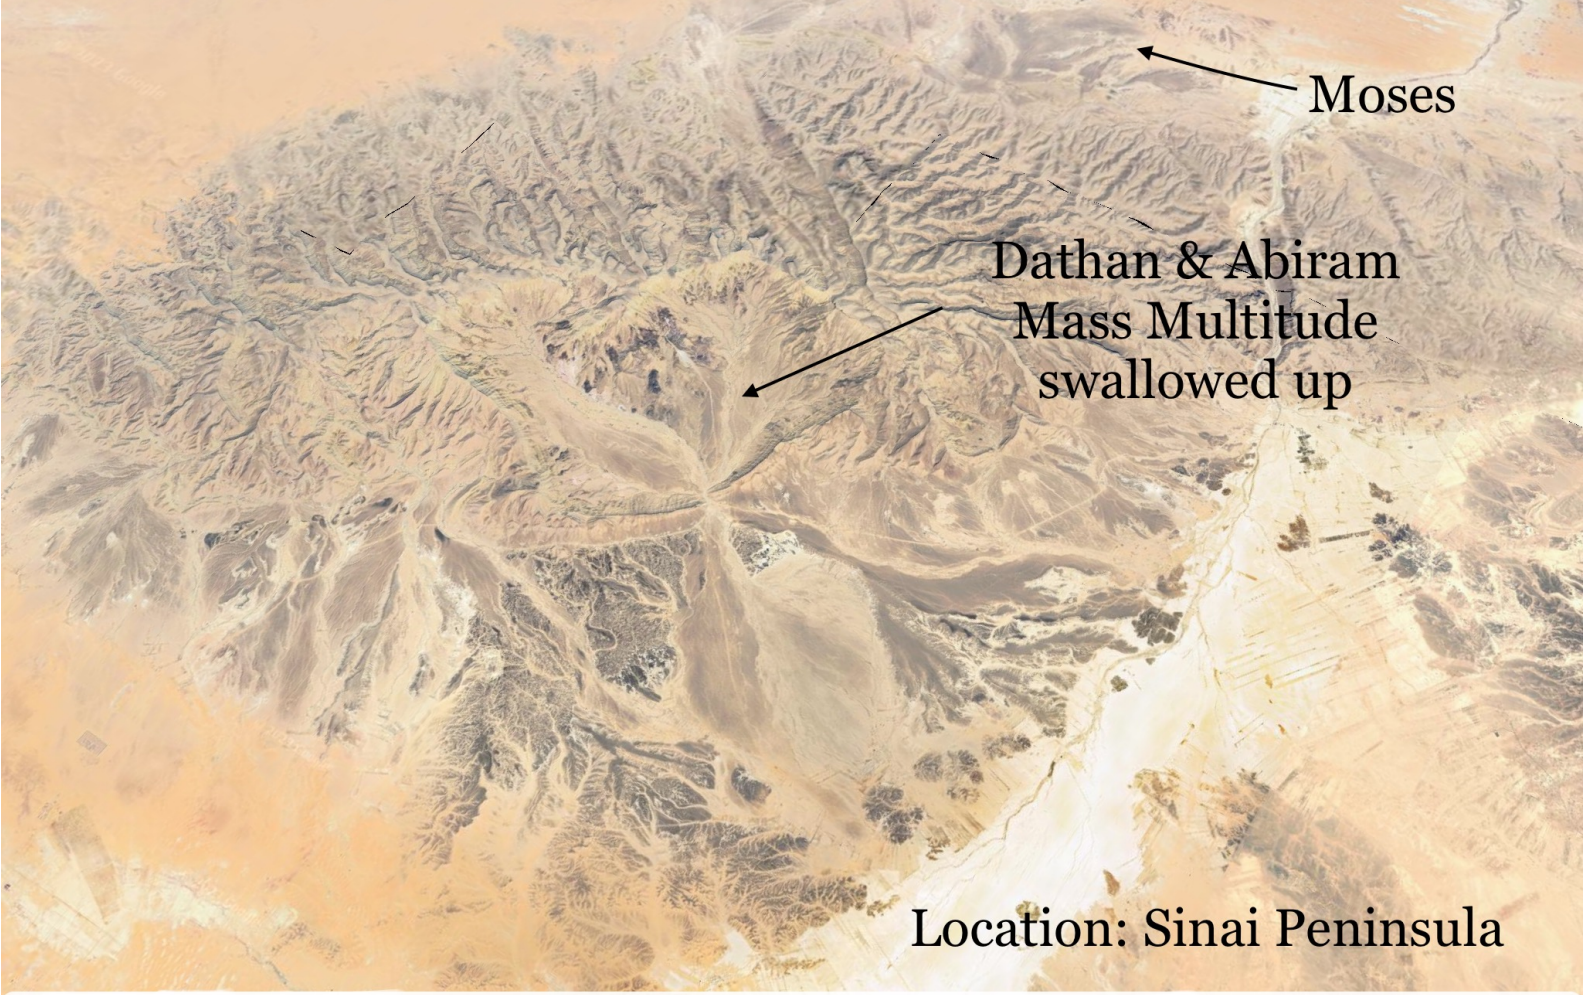 Moses
Dathan & Abiram
Mass Multitude
swallowed up
Location: Sinai Peninsula